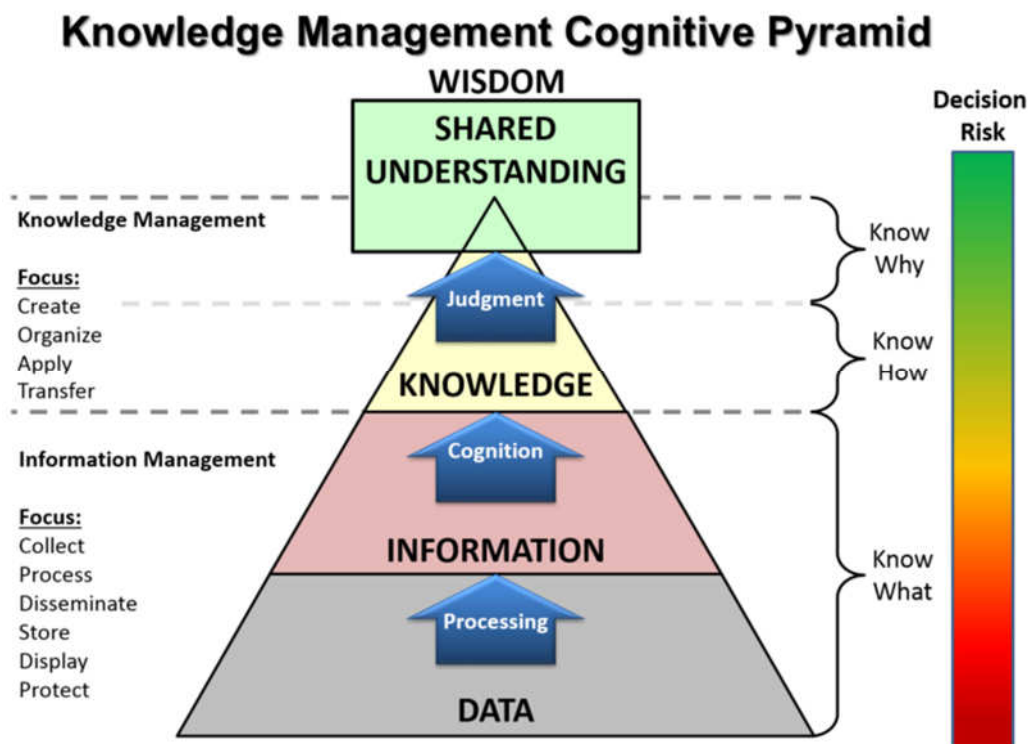 Knowledge Management Cognitive Pyramid
WISDOM
SHARED
UNDERSTANDING
Decision
Risk
Knowledge Management
Focus:
Create
Organize
Apply
Transfer
Judgment
KNOWLEDGE
Know
Why
Know
How
Information Management
Focus:
Collect
Process
Disseminate
Store
Display
Protect
Cognition
INFORMATION
Processing
DATA
Know
What